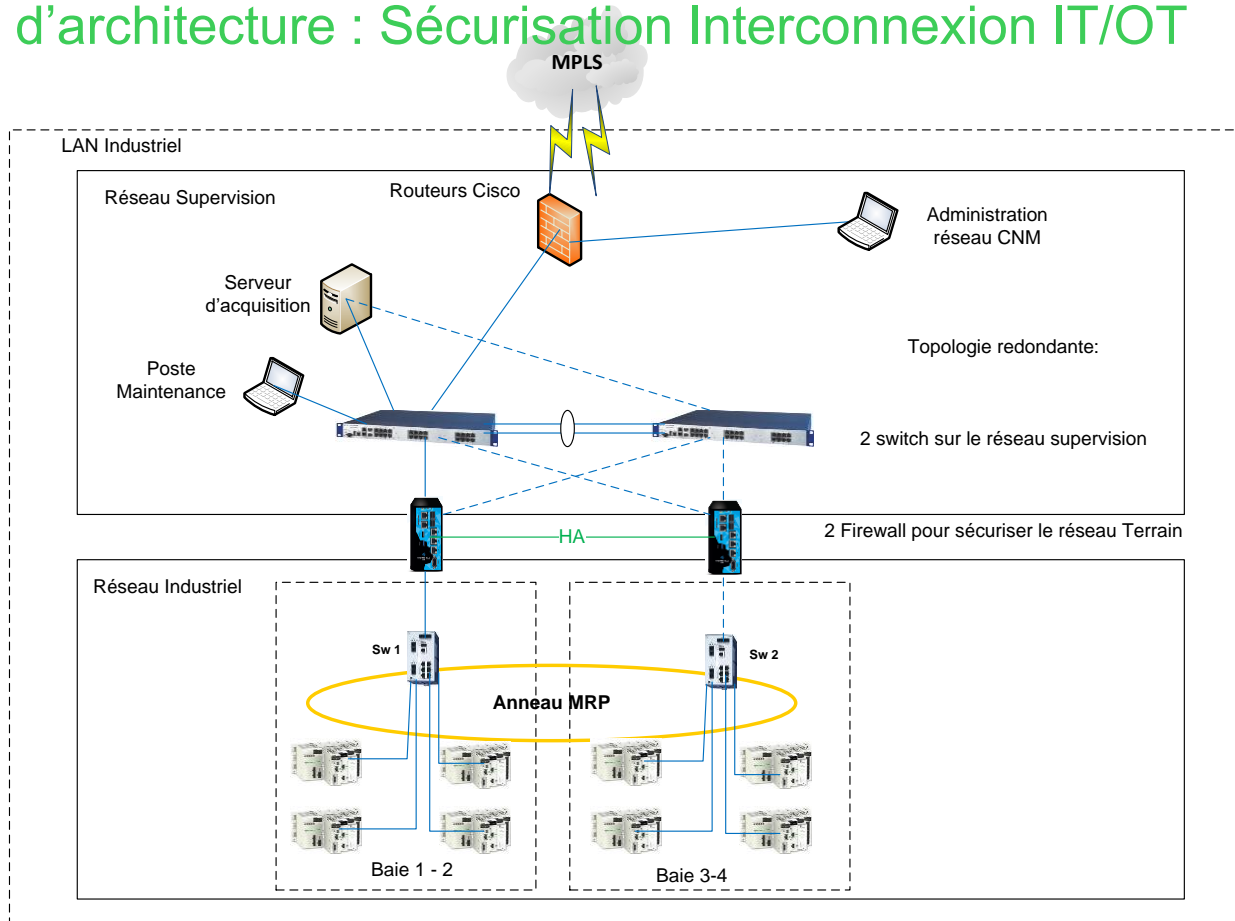 d’architecture : Sécurisation Interconnexion IT/OT
MPLS
LAN Industriel
Réseau Supervision
Routeurs Cisco
Administration
réseau CNM
Serveur
d’acquisition
Topologie redondante:
Poste
Maintenance
2 switch sur le réseau supervision
HA
2 Firewall pour sécuriser le réseau Terrain
Réseau Industriel
Sw 1
Sw 2
Anneau MRP
Baie 1 - 2
Baie 3-4